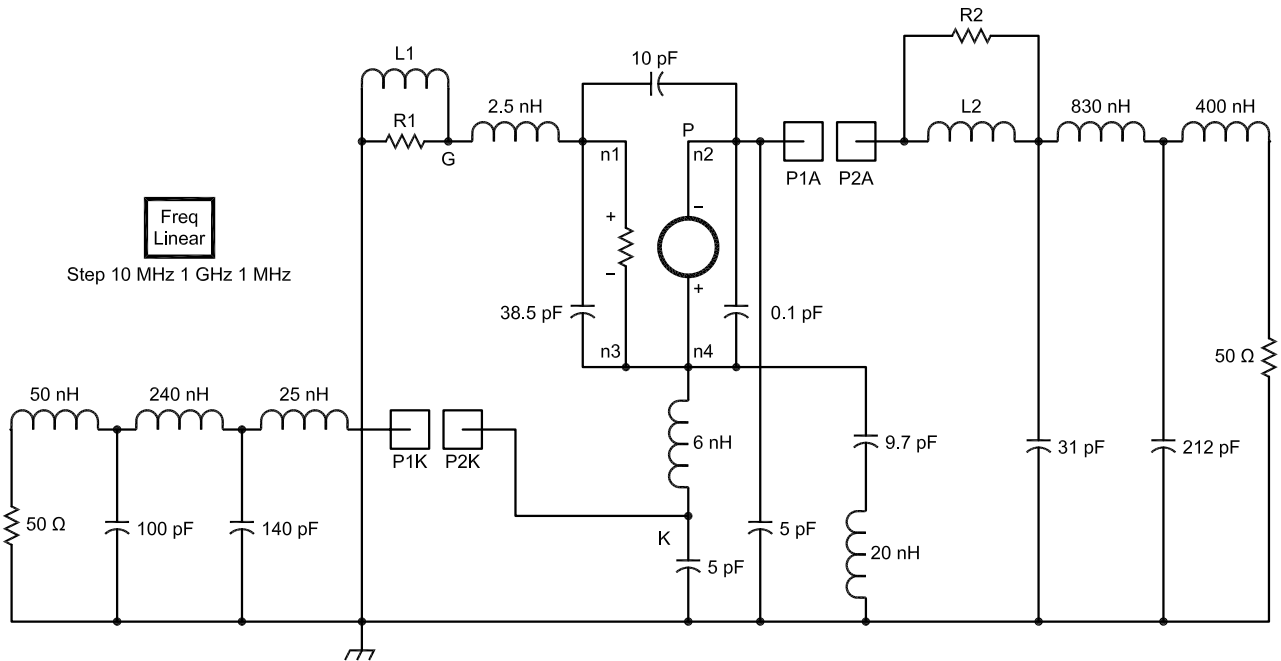 R2
L1
10 pF
2.5 nH
L2
830 nH
400 nH
R1
P
G
n1
n2
P1A
P2A
Freq
Linear
+
−
Step 10 MHz 1 GHz 1 MHz
−
+
38.5 pF
0.1 pF
n3
n4
50 Ω
50 nH
240 nH
25 nH
6 nH
9.7 pF
31 pF
212 pF
P1K
P2K
50 Ω
100 pF
140 pF
K
5 pF
20 nH
5 pF